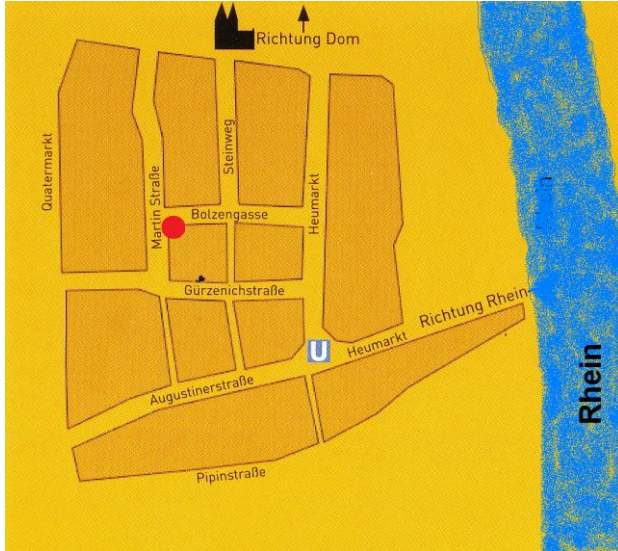 Richtung Dom
Quatermarkt
Martin Straße
Steinweg
Heumarkt
Bolzengasse
Gürzenichstraße
Richtung Rhein
Heumarkt
U
Augustinerstraße
Pipinstraße
Rhein